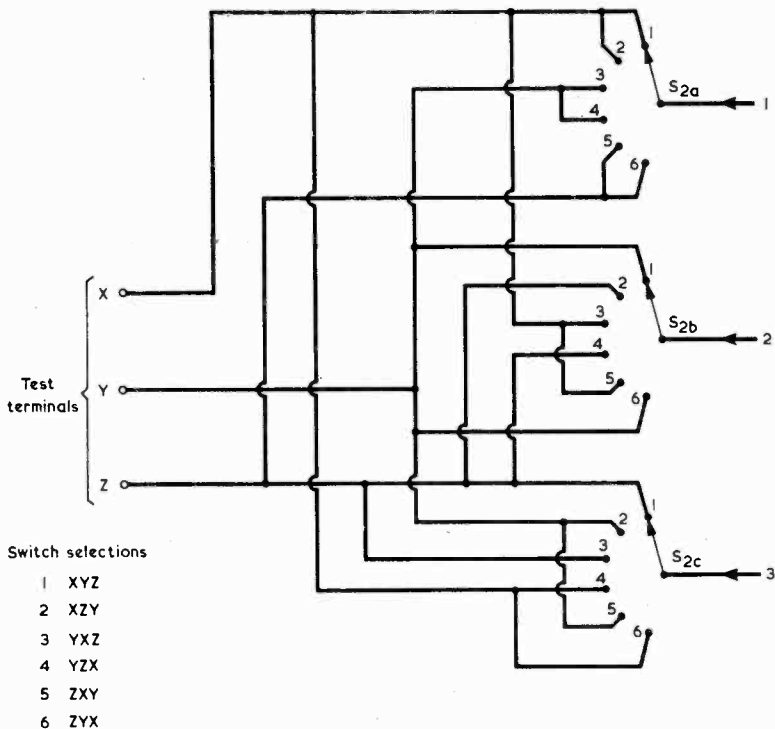 1
2
3
4
5
6
S2a
1
X
1
2
3
4
5
6
S2b
2
Test
terminals
Y
Z
1
2
3
4
5
6
S2c
3
Switch selections
1 XYZ
2 XZY
3 YXZ
4 YZX
5 ZXY
6 ZYX